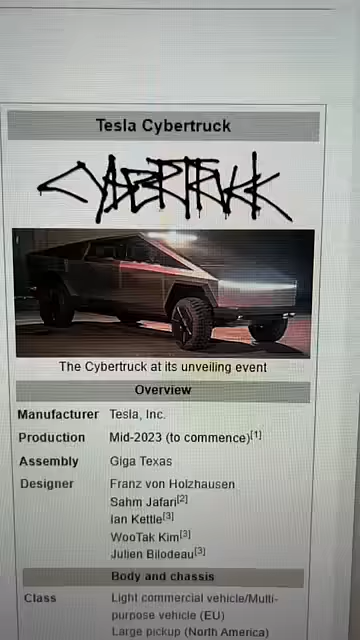 Tesla Cybertruck
CYBERTRUCK
The Cybertruck at its unveiling event
Overview
Manufacturer Tesla, Inc.
Production Mid-2023 (to commence)[1]
Assembly Giga Texas
Designer Franz von Holzhausen
Sahm Jafari[2]
Ian Kettle[3]
WooTak Kim[3]
Julien Bilodeau[3]
Body and chassis
Class Light commercial vehicle/Multi-
purpose vehicle (EU)
Large pickup (North America)